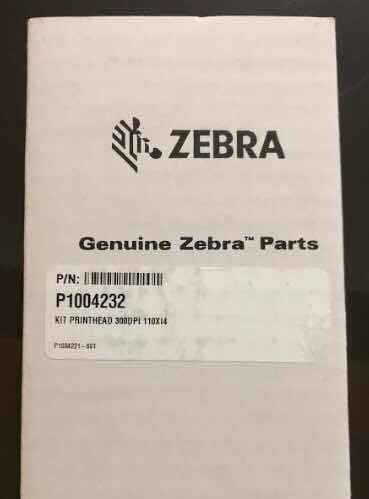 ZEBRA
Genuine Zebra™ Parts
P/N:
P1004232
KIT PRINTHEAD 300DPI 110XI4